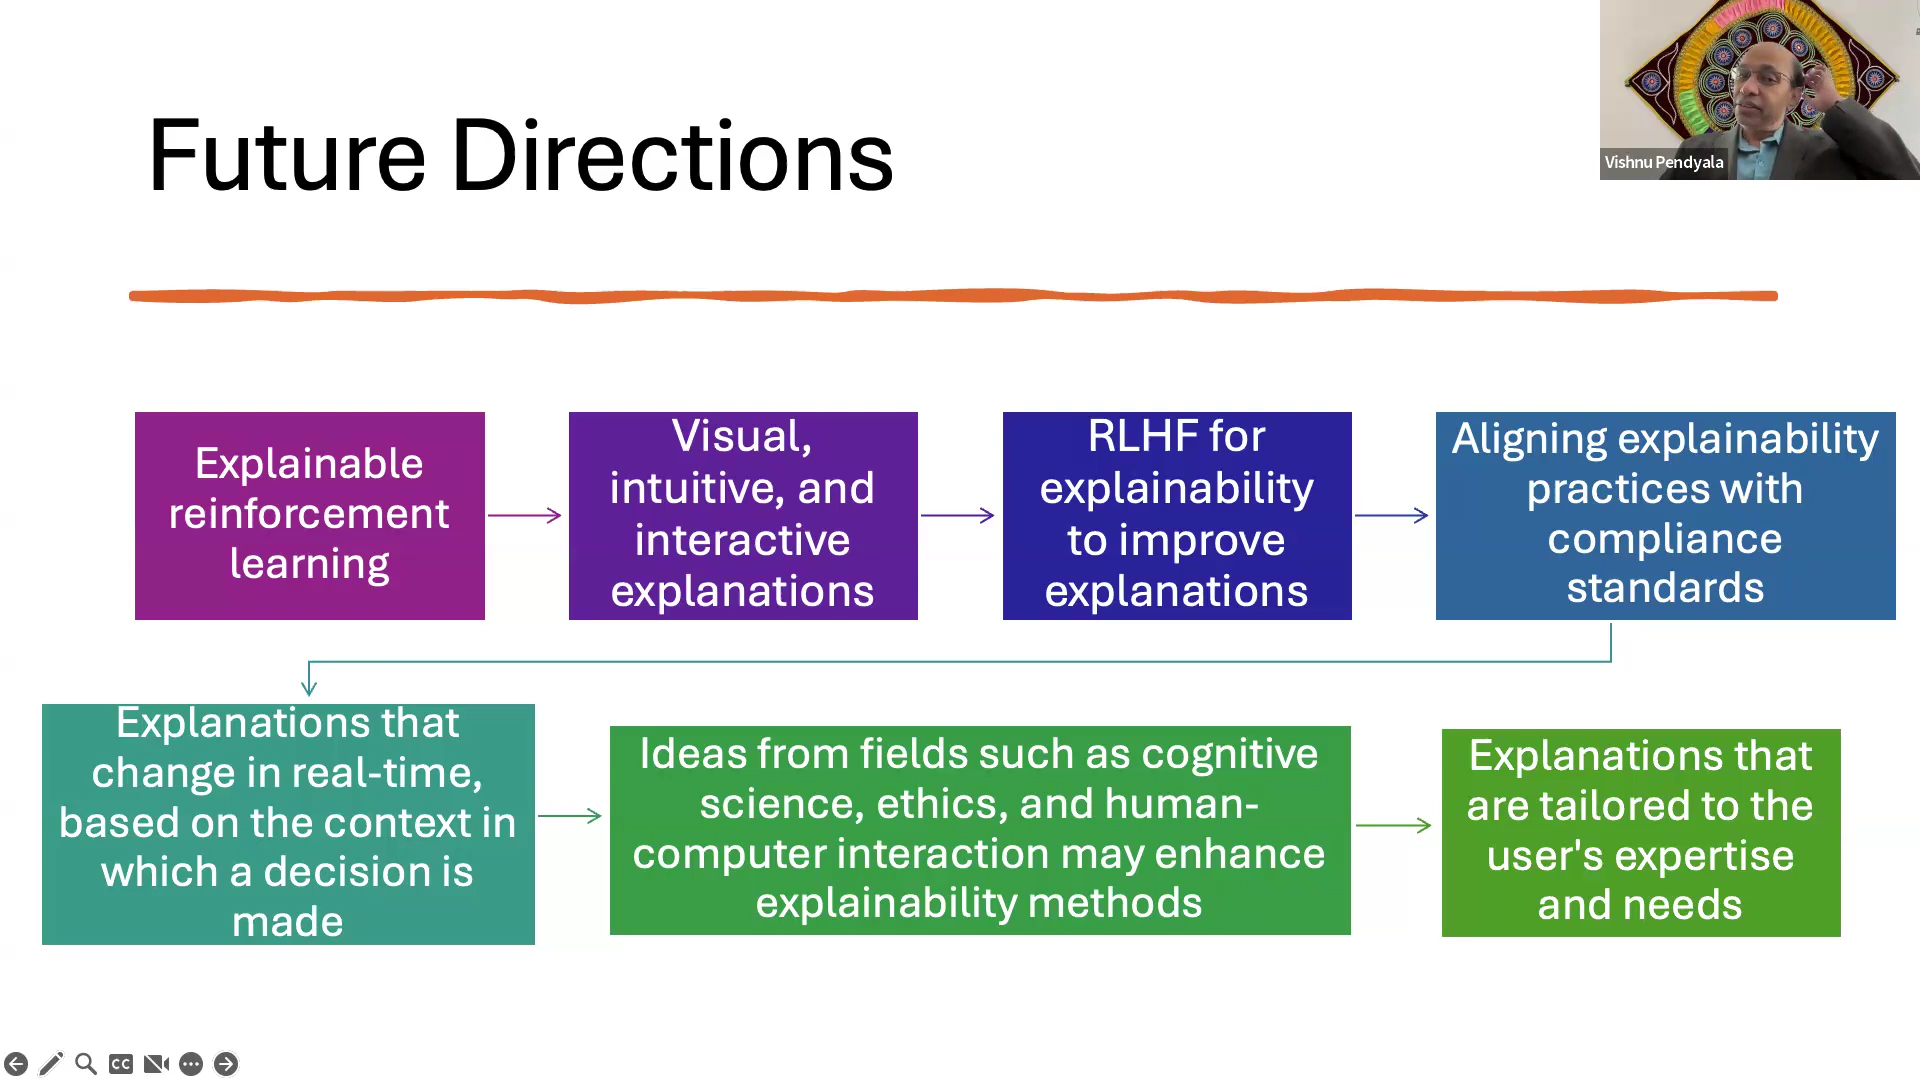 Vishnu Pendyala
Future Directions
Explainable
reinforcement
learning
Visual,
intuitive, and
interactive
explanations
RLHF for
explainability
to improve
explanations
Aligning explainability
practices with
compliance
standards
Explanations that
change in real-time,
based on the context in
which a decision is
made
Ideas from fields such as cognitive
science, ethics, and human-
computer interaction may enhance
explainability methods
Explanations that
are tailored to the
user's expertise
and needs
CC